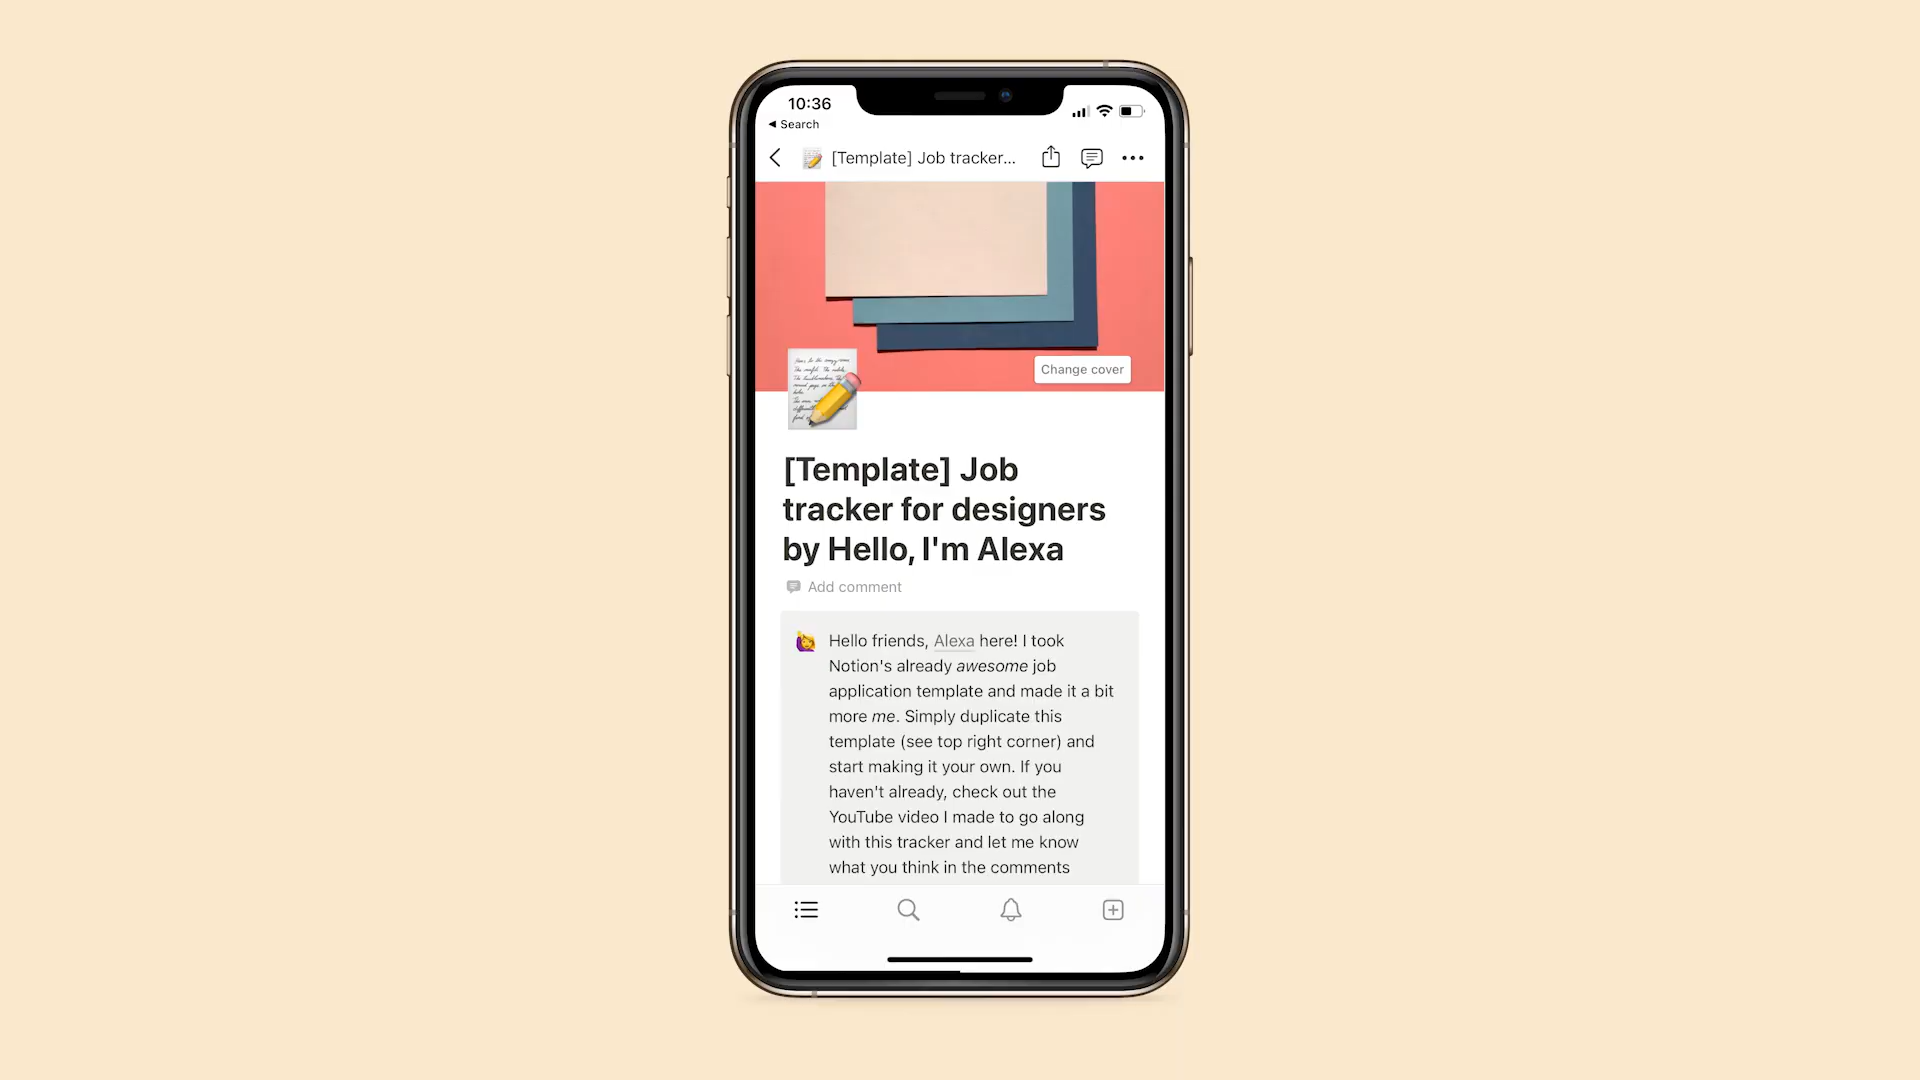 10:36
◀ Search
[Template] Job tracker...
Change cover
[Template] Job
tracker for designers
by Hello, I'm Alexa
Add comment
Hello friends, Alexa here! I took
Notion's already awesome job
application template and made it a bit
more me. Simply duplicate this
template (see top right corner) and
start making it your own. If you
haven't already, check out the
YouTube video I made to go along
with this tracker and let me know
what you think in the comments